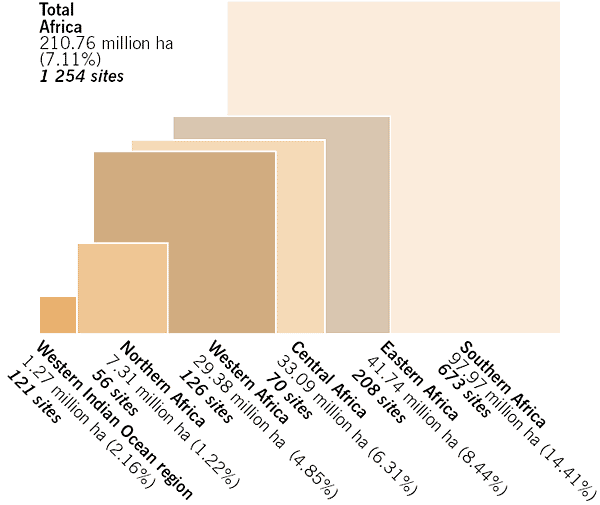 Total
Africa
210.76 million ha
(7.11%)
1 254 sites
Western Indian Ocean region
1.27 million ha (2.16%)
121 sites
Northern Africa
7.31 million ha (1.22%)
56 sites
Western Africa
29.38 million ha (4.85%)
126 sites
Central Africa
33.09 million ha (6.31%)
70 sites
Eastern Africa
41.74 million ha (8.44%)
208 sites
Southern Africa
97.97 million ha (14.41%)
673 sites